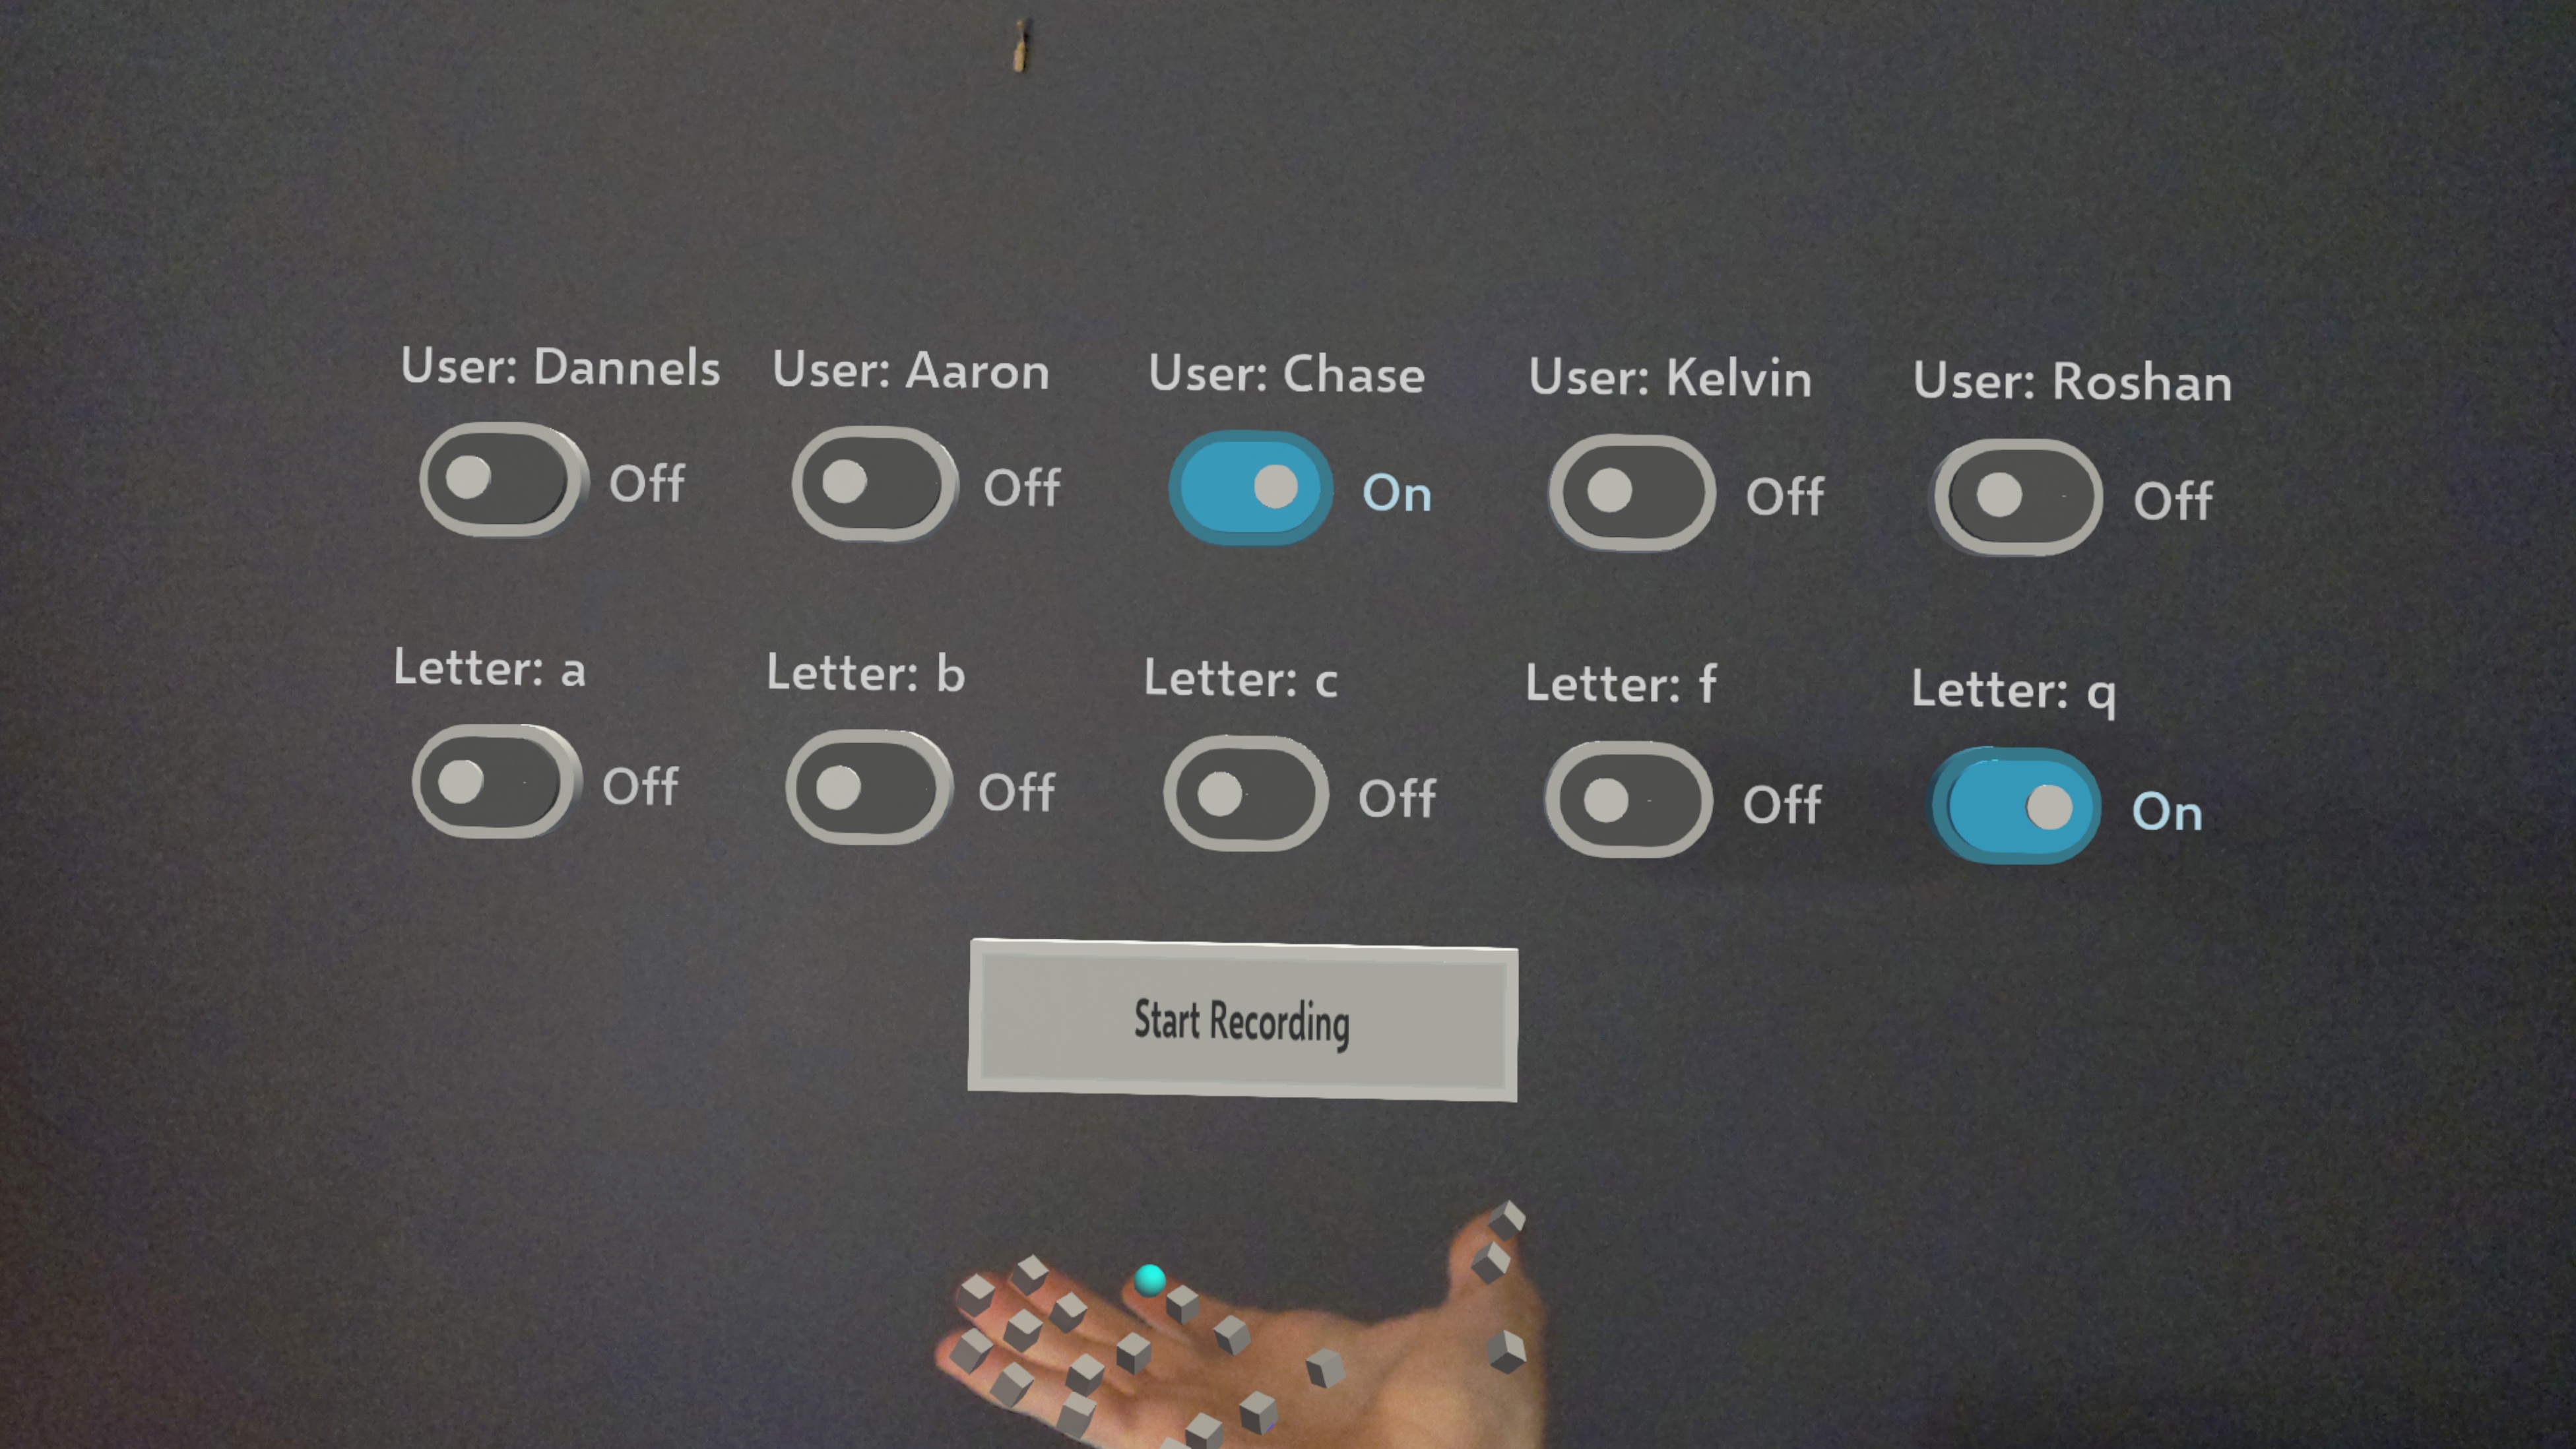 User: Dannels User: Aaron User: Chase User: Kelvin User: Roshan
Off Off On Off Off
Letter: a Letter: b Letter: c Letter: f Letter: q
Off Off Off Off On
Start Recording